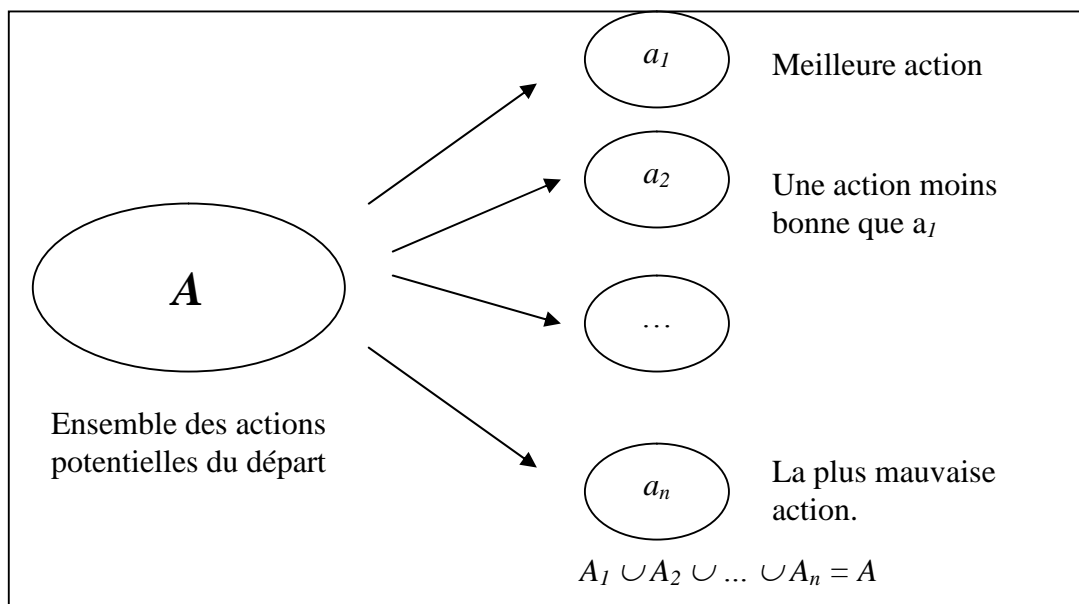 a1
Meilleure action
a2
Une action moins
bonne que a1
A
…
Ensemble des actions
potentielles du départ
an
La plus mauvaise
action.
A1 ∪ A2 ∪ ... ∪ An = A